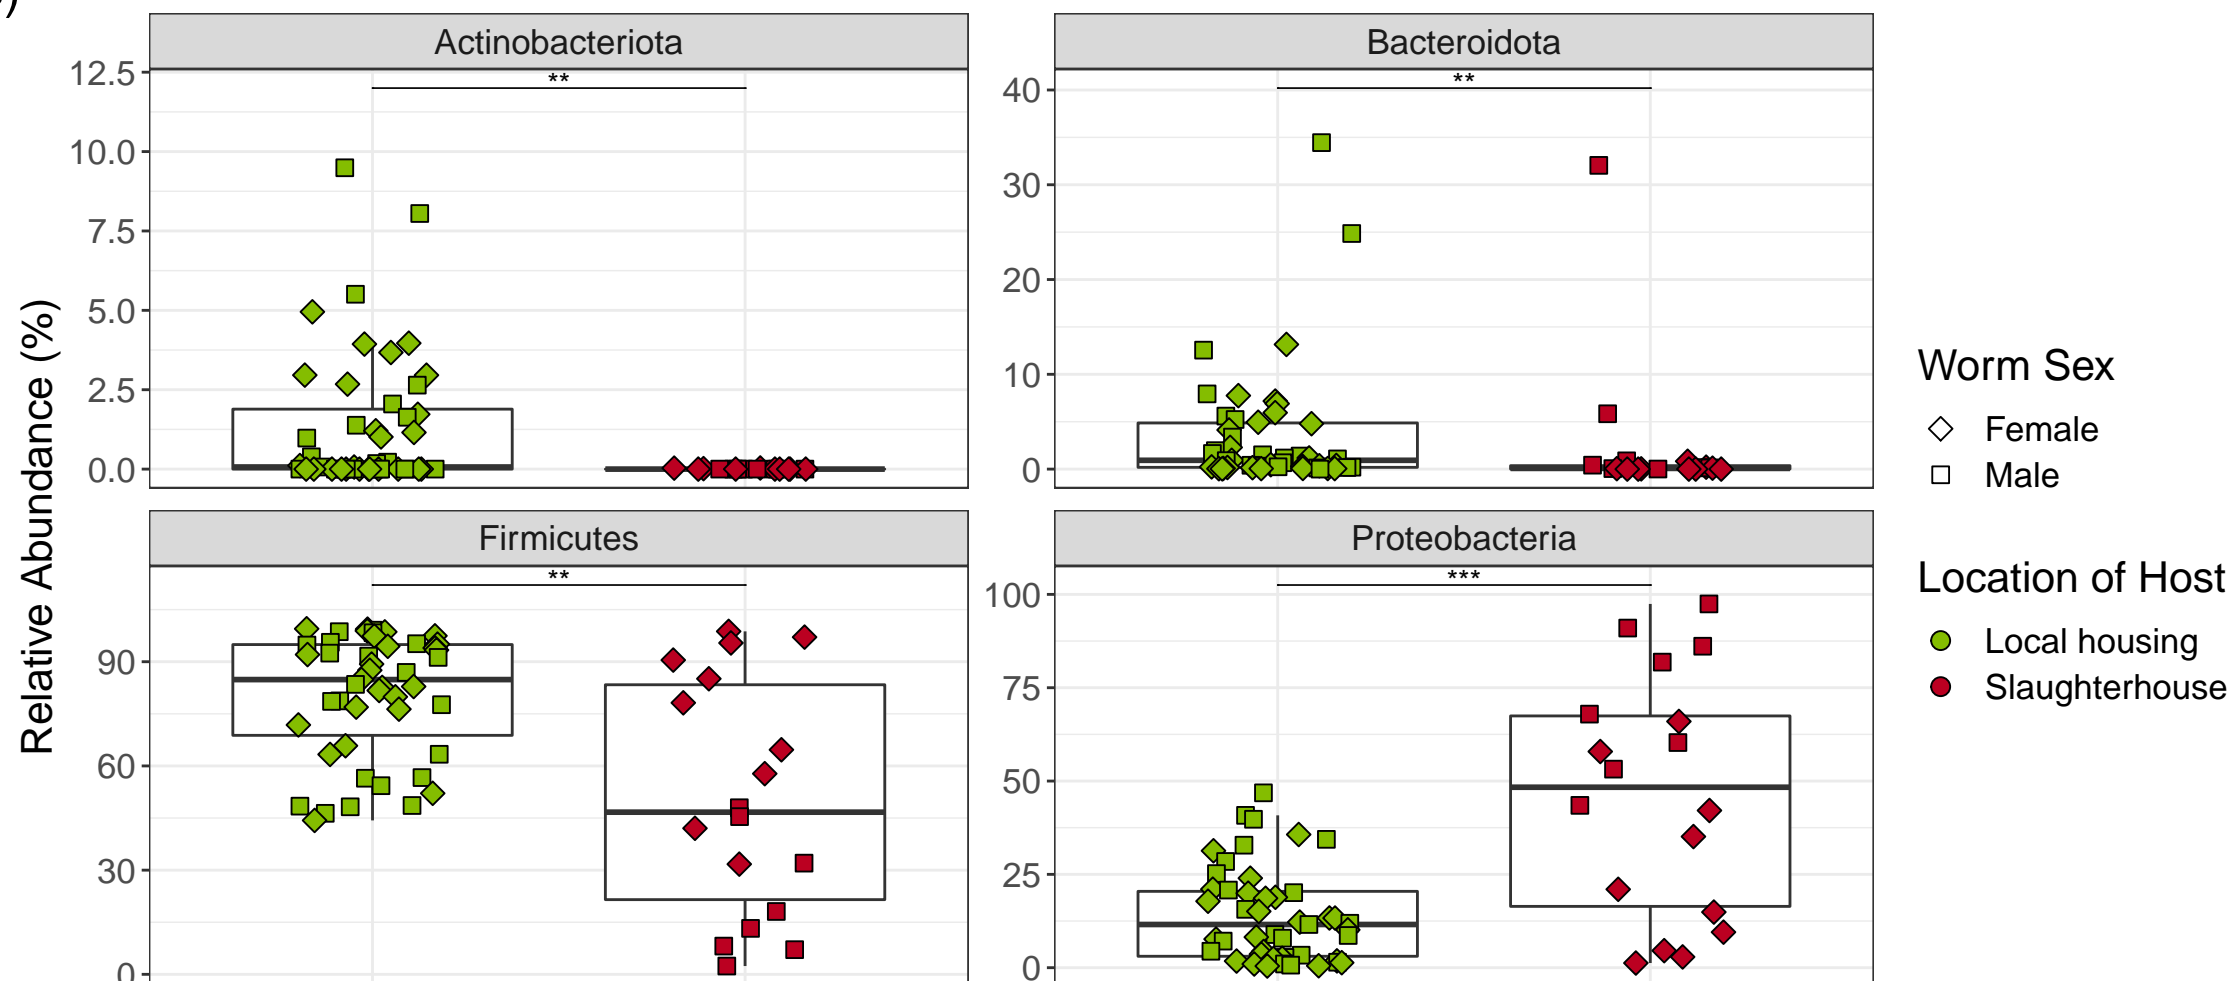 Actinobacteriota
Bacteroidota
12.5
10.0
7.5
5.0
2.5
0.0
**
40
30
20
10
0
**
Relative Abundance (%)
Firmicutes
Proteobacteria
90
60
30
0
**
100
75
50
25
0
***
Worm Sex
Female
Male
Location of Host
Local housing
Slaughterhouse